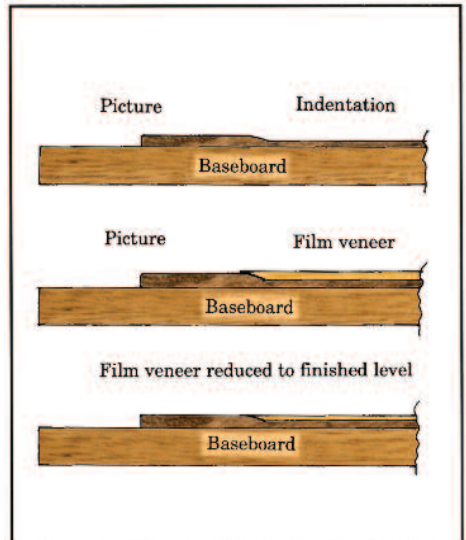 Picture Indentation
Baseboard
Picture Film veneer
Baseboard
Film veneer reduced to finished level
Baseboard